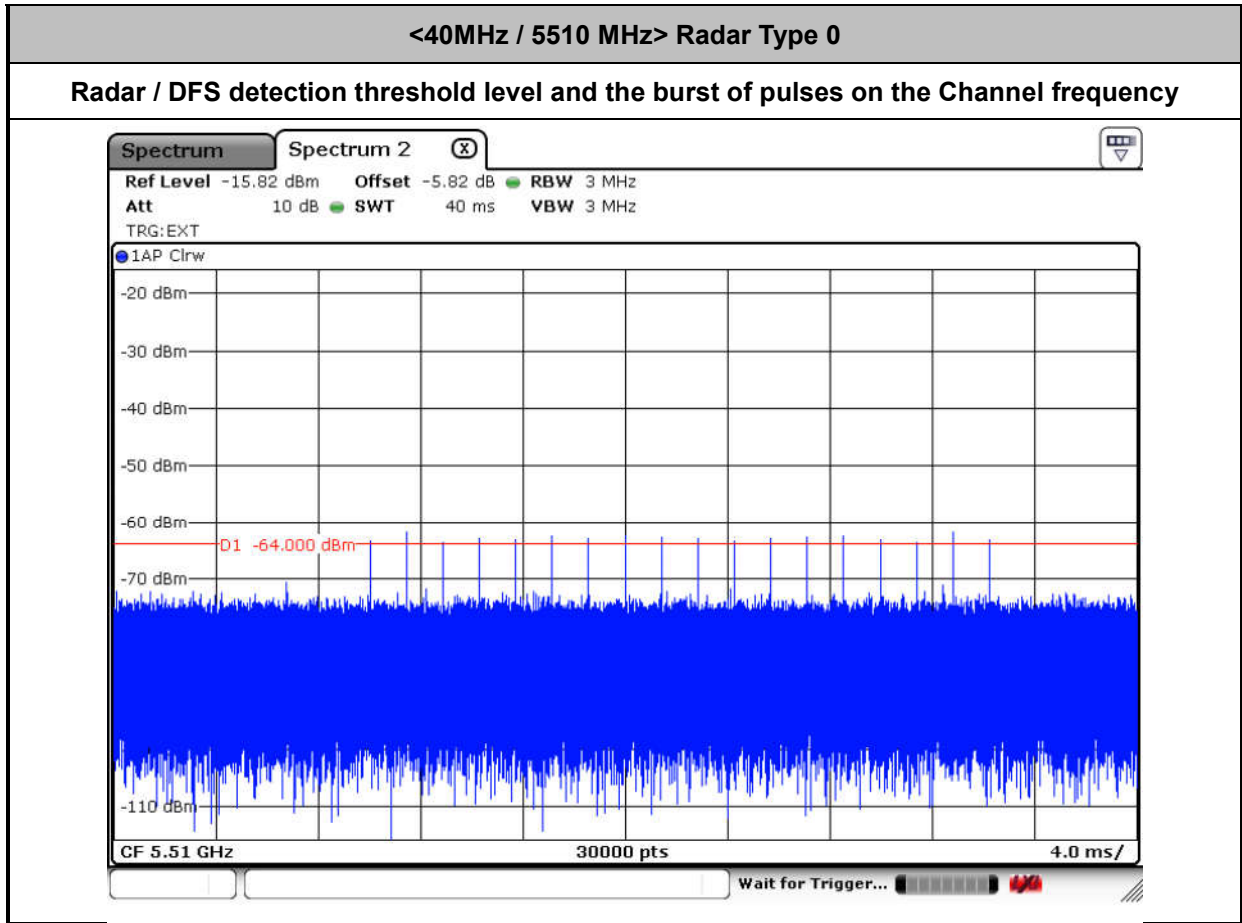 <40MHz / 5510 MHz> Radar Type 0
Radar / DFS detection threshold level and the burst of pulses on the Channel frequency
Spectrum Spectrum 2 X
Ref Level -15.82 dBm Offset -5.82 dB RBW 3 MHz
Att 10 dB SWT 40 ms VBW 3 MHz
TRG:EXT
1AP Clrw
-20 dBm
-30 dBm
-40 dBm
-50 dBm
-60 dBm
D1 -64.000 dBm
-70 dBm
-110 dBm
CF 5.51 GHz 30000 pts 4.0 ms/
Wait for Trigger...